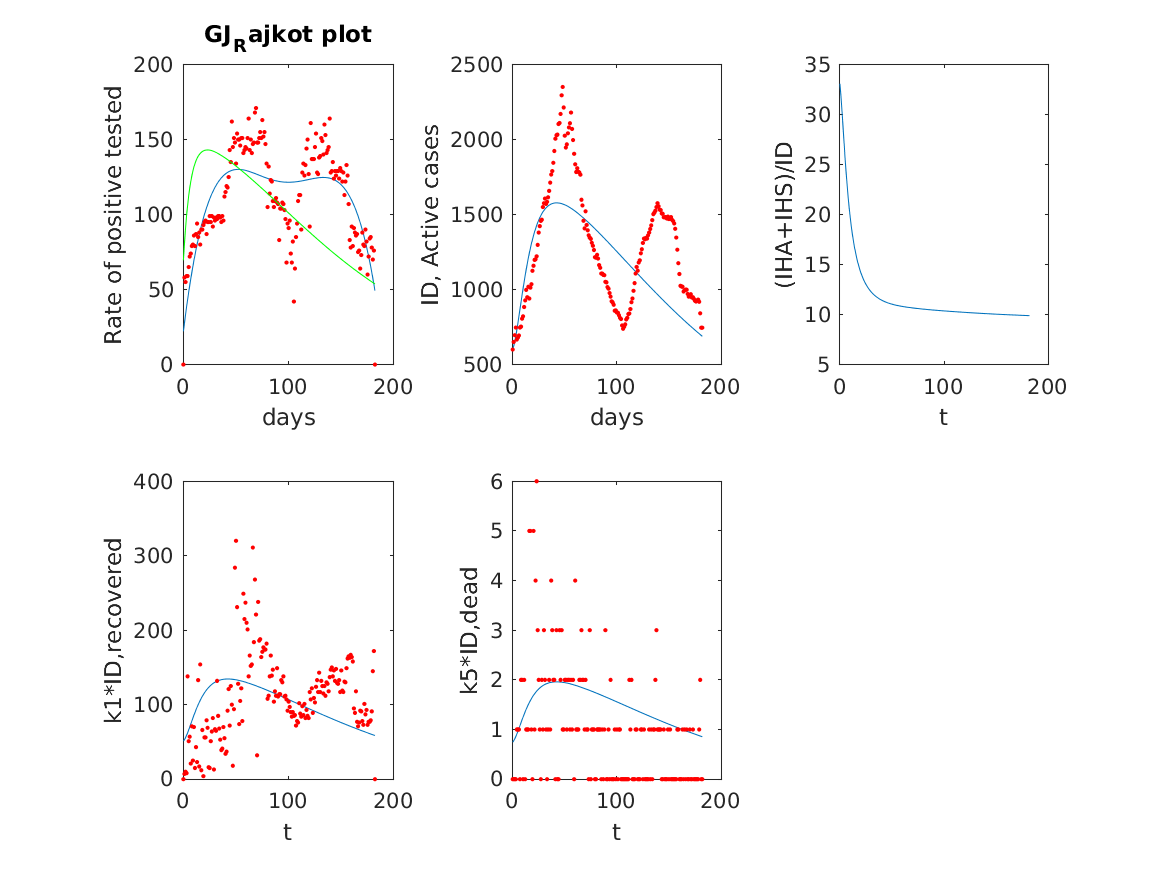 GJRajkot plot
200
150
100
50
0
Rate of positive tested
0 100 200
days
2500
2000
1500
1000
500
ID, Active cases
0 100 200
days
35
30
25
20
15
10
5
(IHA+IHS)/ID
0 100 200
t
400
300
200
100
0
k1*ID,recovered
0 100 200
t
6
5
4
3
2
1
0
k5*ID,dead
0 100 200
t